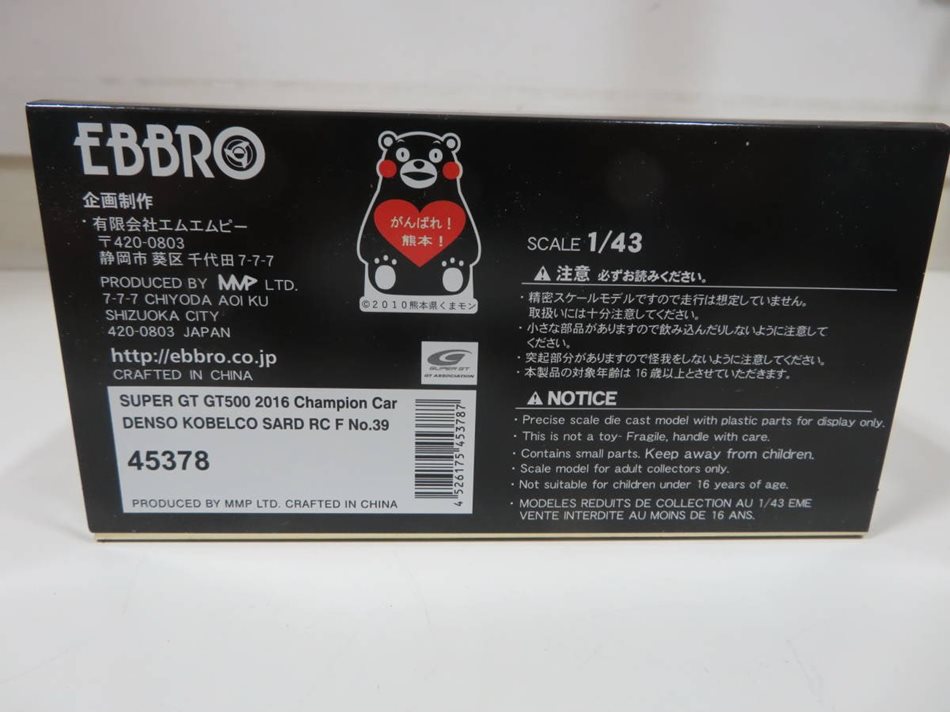 EBBRO
企画制作
・有限会社エムエムピー
〒420-0803
静岡市 葵区 千代田 7-7-7
PRODUCED BY MMP LTD.
7-7-7 CHIYODA AOI KU
SHIZUOKA CITY
420-0803 JAPAN
http://ebbro.co.jp
CRAFTED IN CHINA
がんばれ！
熊本！
©2010熊本県くまモン
SUPER GT
GT ASSOCIATION
SUPER GT GT500 2016 Champion Car
DENSO KOBELCO SARD RC F No.39
45378
4 526175 453787
PRODUCED BY MMP LTD. CRAFTED IN CHINA
SCALE 1/43
注意 必ずお読みください。
・精密スケールモデルですので走行は想定していません。
取扱いには十分注意してください。
・小さな部品がありますので飲み込んだりしないように注意して
ください。
・突起部分がありますので怪我をしないように注意してください。
・本製品の対象年齢は 16 歳以上とさせていただきます。
NOTICE
・Precise scale die cast model with plastic parts for display only.
・This is not a toy- Fragile, handle with care.
・Contains small parts. Keep away from children.
・Scale model for adult collectors only.
・Not suitable for children under 16 years of age.
・MODELES REDUITS DE COLLECTION AU 1/43 EME
VENTE INTERDITE AU MOINS DE 16 ANS.